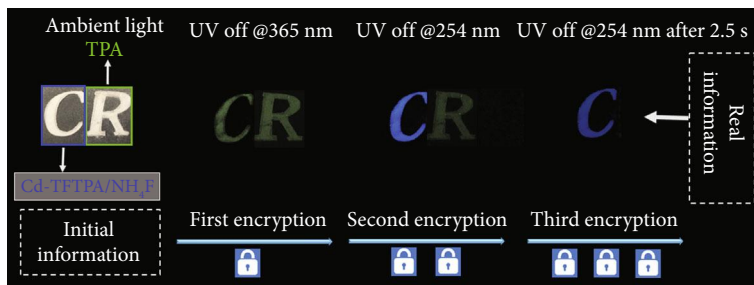 Ambient light
TPA
CR
Cd-TFTPA/NH₄F
Initial
information
UV off @365 nm
CR
First encryption
UV off @254 nm
CR
Second encryption
UV off @254 nm after 2.5 s
C
Third encryption
Real
information